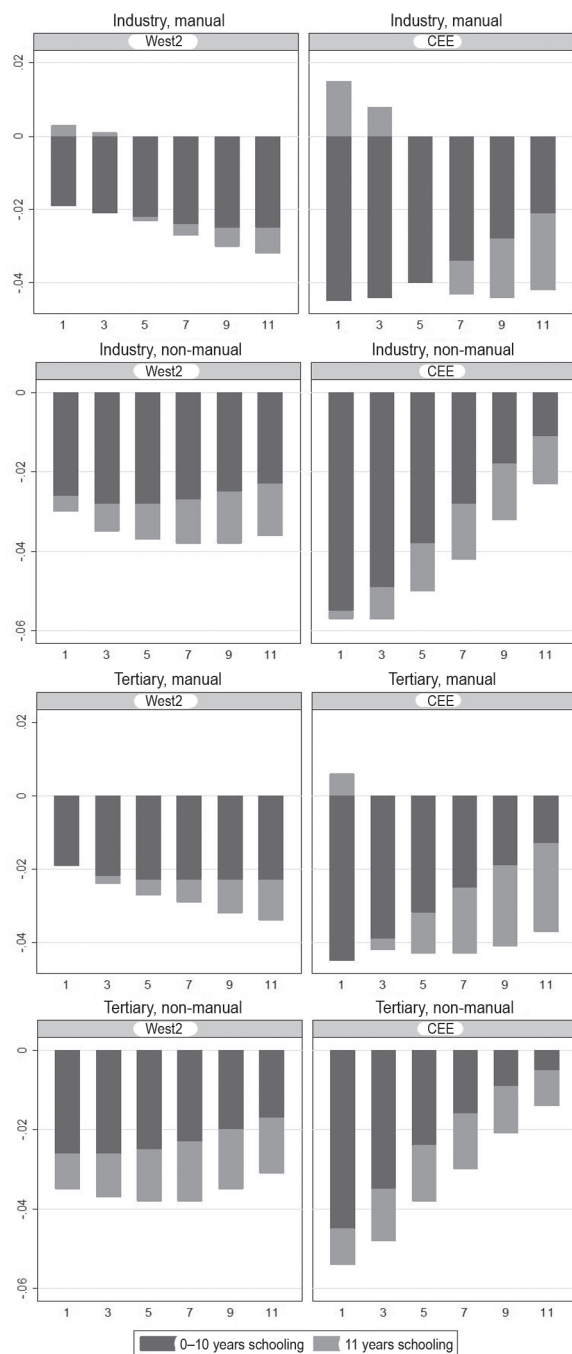 Industry, manual
Industry, manual
West2
CEE
.02
0
-.02
-.04
1 3 5 7 9 11
1 3 5 7 9 11
Industry, non-manual
Industry, non-manual
West2
CEE
0
-.02
-.04
-.06
1 3 5 7 9 11
1 3 5 7 9 11
Tertiary, manual
Tertiary, manual
West2
CEE
.02
0
-.02
-.04
1 3 5 7 9 11
1 3 5 7 9 11
Tertiary, non-manual
Tertiary, non-manual
West2
CEE
0
-.02
-.04
-.06
1 3 5 7 9 11
1 3 5 7 9 11
0–10 years schooling
11 years schooling